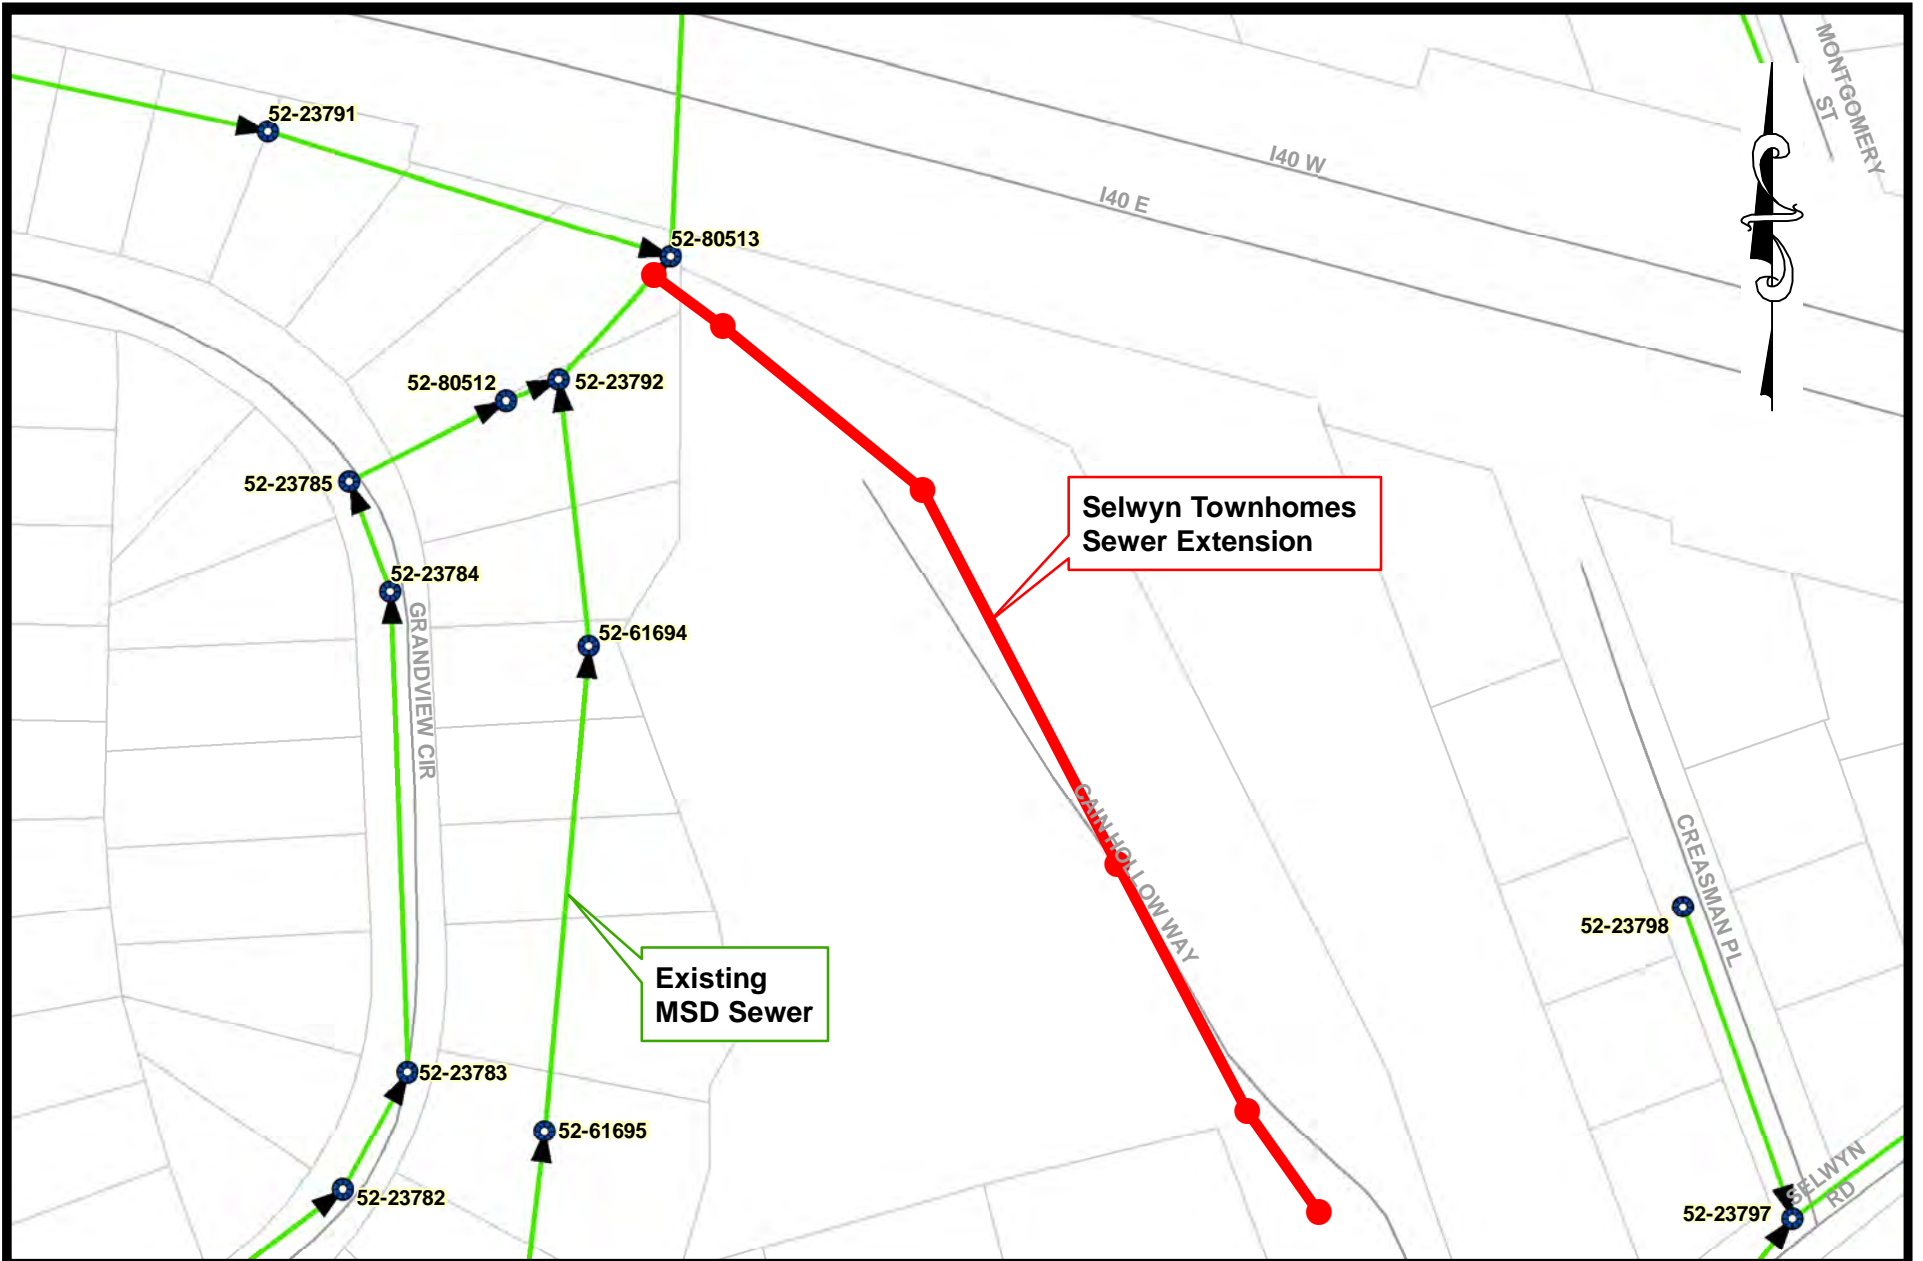 MONTGOMERY
ST
52-23791
I40 W
I40 E
52-80513
52-80512
52-23792
52-23785
Selwyn Townhomes
Sewer Extension
52-23784
GRANDVIEW CIR
52-61694
CAIN HOLLOW WAY
CREASMAN PL
52-23798
Existing
MSD Sewer
52-23783
52-61695
52-23782
SELWYN
RD
52-23797